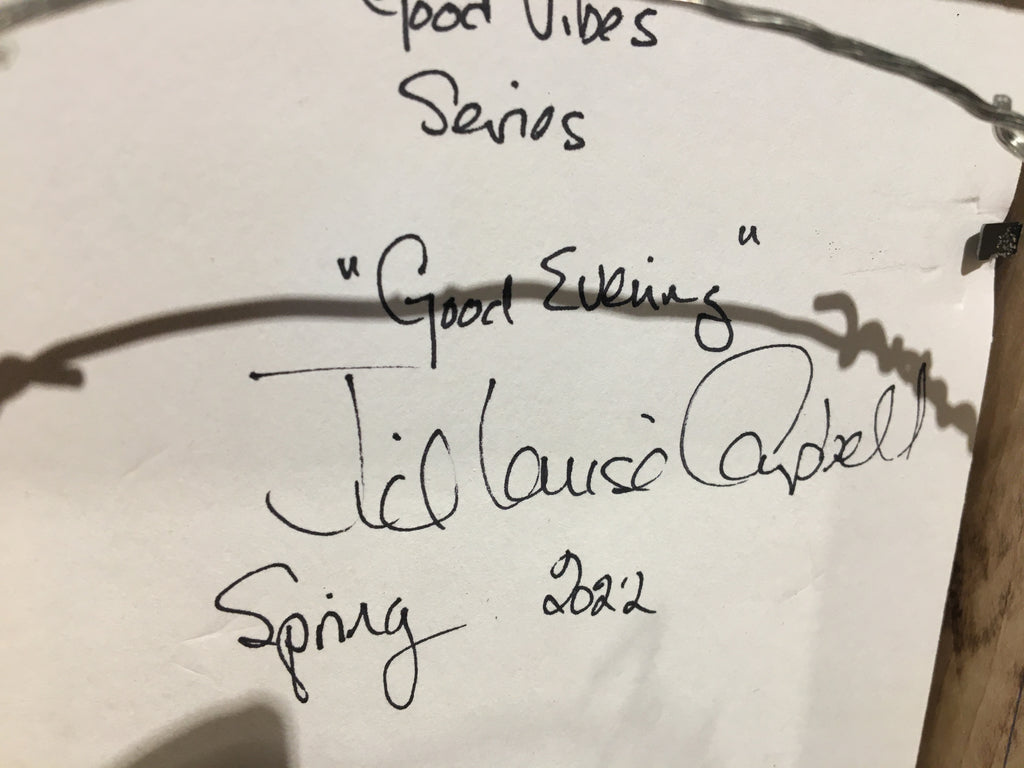 Good Vibes
Series
"Good Evening"
Jill Louise Campbell
Spring 2022